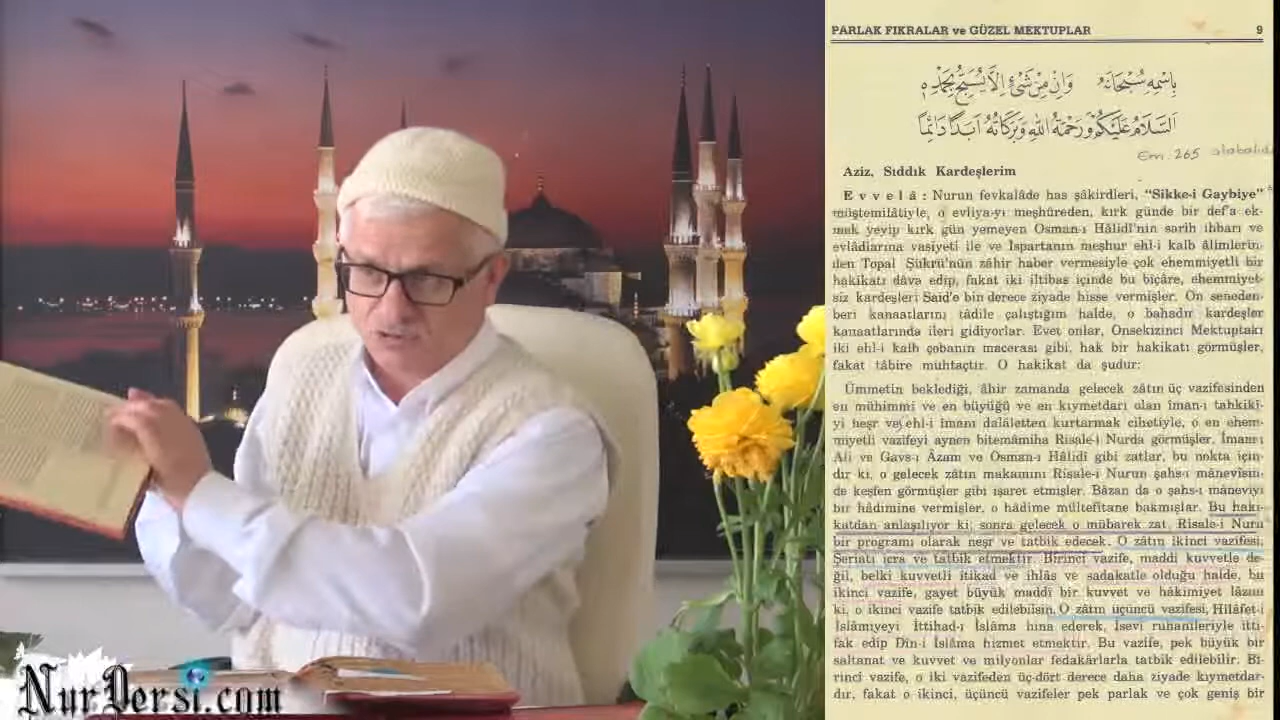 PARLAK FIKRALAR ve GÜZEL MEKTUPLAR 9
بِاسْمِهِ سُبْحَانَهُ وَاِنْ مِنْ شَىْءٍ اِلاَّ يُسَبِّحُ بِحَمْدِهِ
اَلسَّلاَمُ عَلَيْكُمْ وَرَحْمَةُ اللهِ وَبَرَكَاتُهُ اَبَدًا دَائِمًا
Em. 265
Aziz, Sıddık Kardeşlerim
Evvelâ: Nurun fevkalâde has şâkirdleri, "Sikke-i Gaybiye"
müştemilâtiyle, o evliya-yı meşhûreden, kırk günde bir def'a ek-
mek yeyip kırk gün yemeyen Osman-ı Hâlidî'nin sarih ihbarı ve
evlâdlarına vasiyeti ile ve Ispartanın meşhur ehl-i kalb âlimlerin-
den Topal Şükrü'nün zâhir haber vermesiyle çok ehemmiyetli bir
hakikatı dâva edip, fakat iki iltibas içinde bu bîçâre, ehemmiyet-
siz kardeşleri Said'e bin derece ziyade hisse vermişler. On seneden-
beri kanaatlarını tâdile çalıştığım halde, o bahadır kardeşler
kanaatlarında ileri gidiyorlar. Evet onlar, Onsekizinci Mektuptaki
iki ehl-i kalb çobanın macerası gibi, hak bir hakikatı görmüşler,
fakat tâbire muhtaçtır. O hakikat da şudur:
Ümmetin beklediği, âhir zamanda gelecek zâtın üç vazifesinden
en mühimmi ve en büyüğü ve en kıymetdarı olan îman-ı tahkikî-
yi neşr ve ehl-i imanı dalâletten kurtarmak cihetiyle, o en ehem-
miyetli vazifeyi aynen bitemâmiha Risale-i Nurda görmüşler. İmam-ı
Ali ve Gavs-ı Âzam ve Osman-ı Hâlidî gibi zatlar, bu nokta için-
dir ki, o gelecek zâtın makamını Risale-i Nurun şahs-ı mânevîsin-
de keşfen görmüşler gibi işaret etmişler. Bâzan da o şahs-ı mânevîyi
bir hâdimine vermişler, o hâdime mültefitane bakmışlar. Bu haki-
katdan anlaşılıyor ki; sonra gelecek o mübarek zat, Risale-i Nuru
bir programı olarak neşr ve tatbik edecek. O zâtın ikinci vazifesi,
Şeriatı icra ve tatbik etmektir. Birinci vazife, maddi kuvvetle de-
ğil, belki kuvvetli itikad ve ihlâs ve sadakatle olduğu halde, bu
ikinci vazife, gayet büyük maddî bir kuvvet ve hâkimiyet lâzım
ki, o ikinci vazife tatbik edilebilsin. O zâtın üçüncü vazifesi, Hilâfet-i
İslâmiyeyi İttihad-ı İslâma bina ederek, İsevî ruhanileriyle itti-
fak edip Din-i İslâma hizmet etmektir. Bu vazife, pek büyük bir
saltanat ve kuvvet ve milyonlar fedakârlarla tatbik edilebilir. Bi-
rinci vazife, o iki vazifeden üç-dört derece daha ziyade kıymetdar-
dır, fakat o ikinci, üçüncü vazifeler pek parlak ve çok geniş bir
NurDersi.com